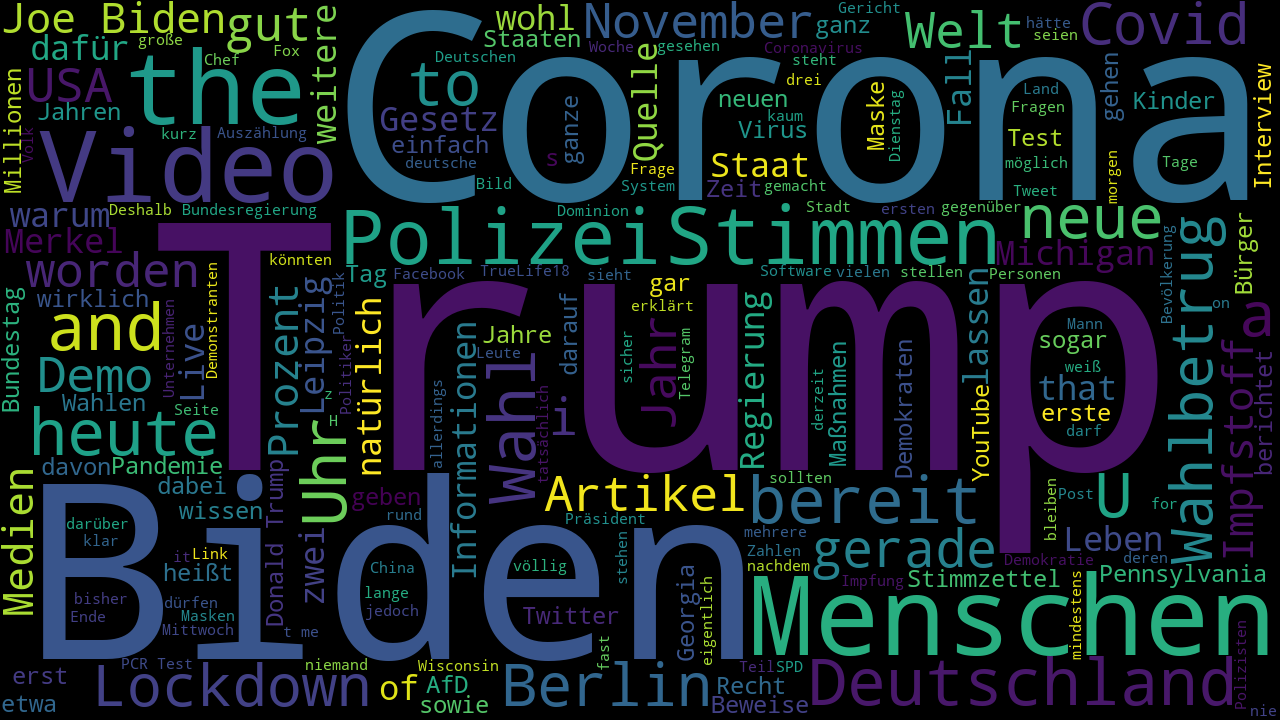 Joe Biden
gut
dafür
große
Fox
Chef
USA
the
Jahren
Millionen
Volk
kurz
Auszählung
Video
weitere
Corona
to
Gesetz
einfach
deutsche
Bild
wohl
Staaten
Deutschen
s
ganze
November
Woche
gesehen
Quelle
Frage
System
ganz
Gericht
Coronavirus
steht
drei
neuen
kaum
Virus
Staat
Zeit
gemacht
Maske
Dienstag
Welt
Fall
hätte
seien
Covid
Land
Fragen
Test
möglich
Tweet
gehen
morgen
Kinder
Tage
Interview
warum
Deshalb
Bundesregierung
Merkel
worden
könnten
wirklich
Bundestag
and
Demo
Wahlen
Seite
heute
Unternehmen
Live
Demonstranten
Prozent
Leipzig
Politik
Politiker
z
H
Tag
natürlich
Trump
Polizei
Stimmen
Dominion
Stadt
ersten
gegenüber
neue
Michigan
Facebook
TrueLife18
sieht
Software
vielen
stellen
Personen
gar
erklärt
Jahre
Leute
darauf
sicher
Jahr
Telegram
Regierung
derzeit
Maßnahmen
Demokraten
lassen
YouTube
Mann
sogar
weiß
that
erste
darf
Bevölkerung
Wahlbetrug
on
Bürger
a
Impfstoff
berichtet
Informationen
allerdings
Wahl
tatsächlich
i
Medien
davon
Pandemie
dabei
wissen
darüber
klar
it
Link
heißt
bisher
Ende
dürfen
Masken
Mittwoch
t me
Donald Trump
zwei
Uhr
geben
rund
Biden
China
lange
jedoch
Artikel
Präsident
völlig
stehen
Twitter
fast
Georgia
eigentlich
sollten
bereit
mehrere
Zahlen
nachdem
gerade
Impfung
Stimmzettel
Demokratie
bleiben
U
Post
for
Leben
deren
Pennsylvania
Menschen
mindestens
Polizisten
erst
etwa
PCR Test
Lockdown
niemand
of
Wisconsin
AfD
sowie
Berlin
Teil
SPD
Recht
Beweise
Deutschland
nie